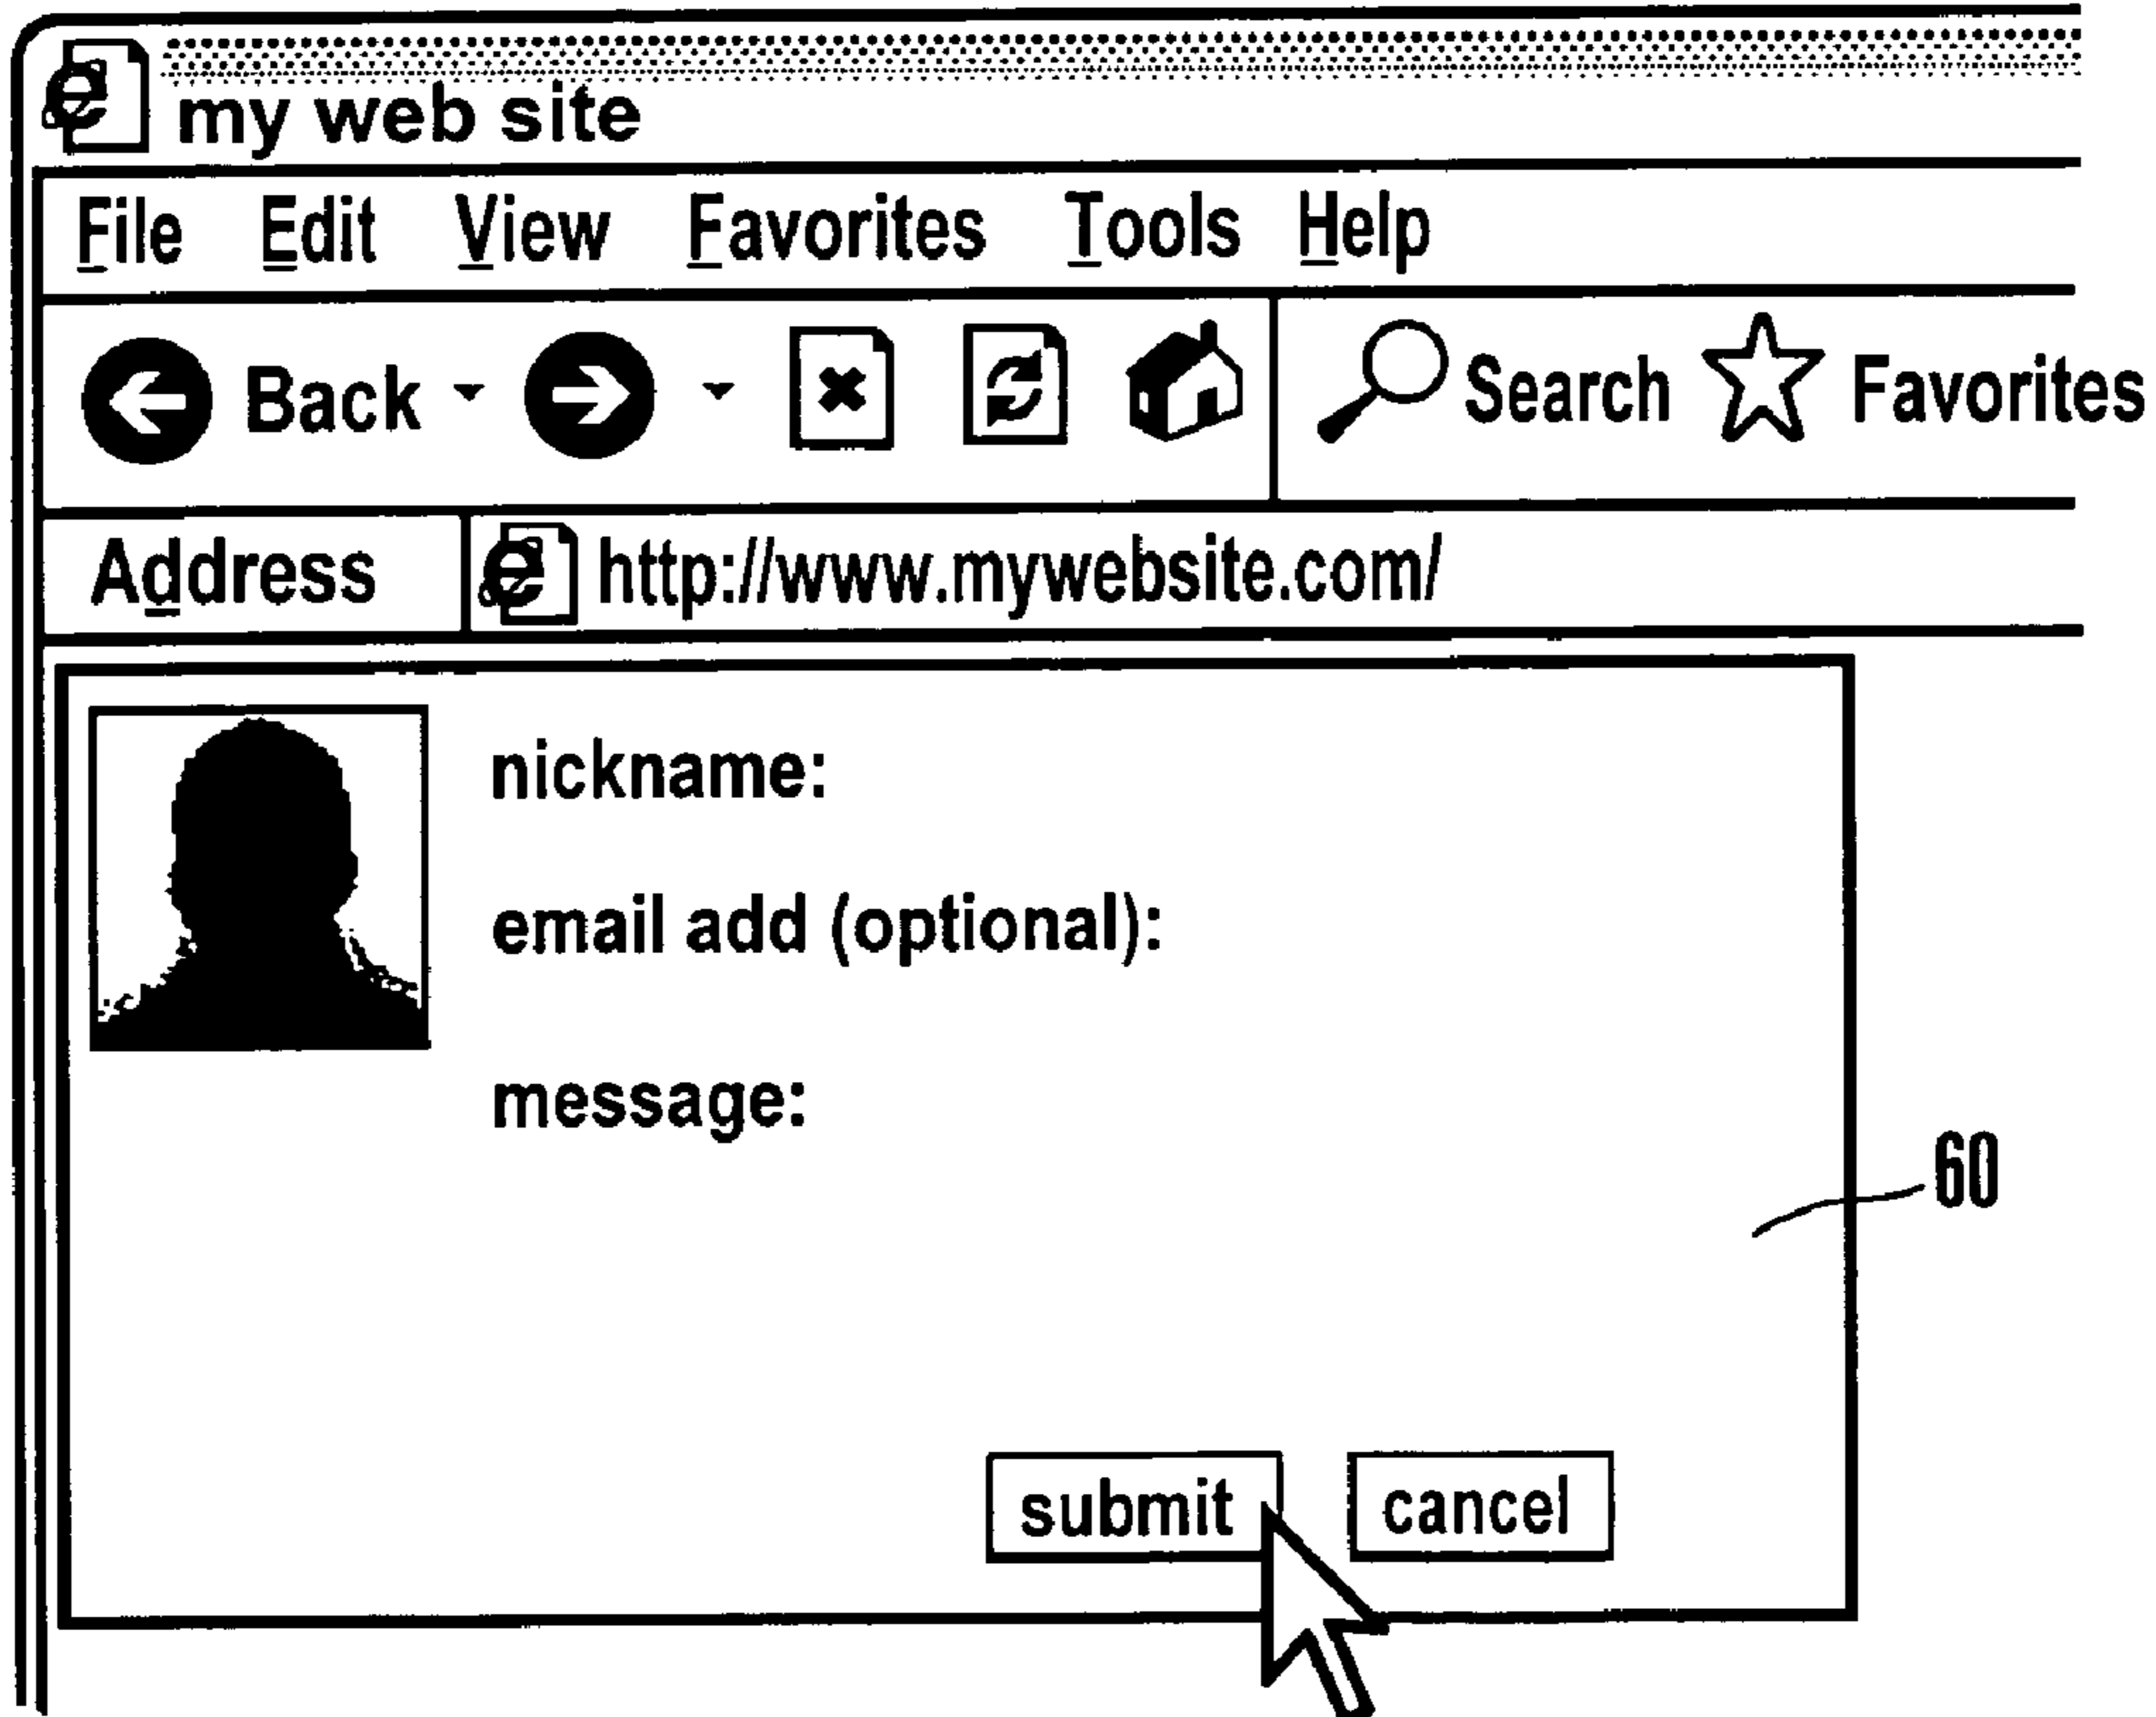 my web site
File Edit View Favorites Tools Help
Back Search Favorites
Address http://www.mywebsite.com/
nickname:
email add (optional):
message:
60
submit cancel